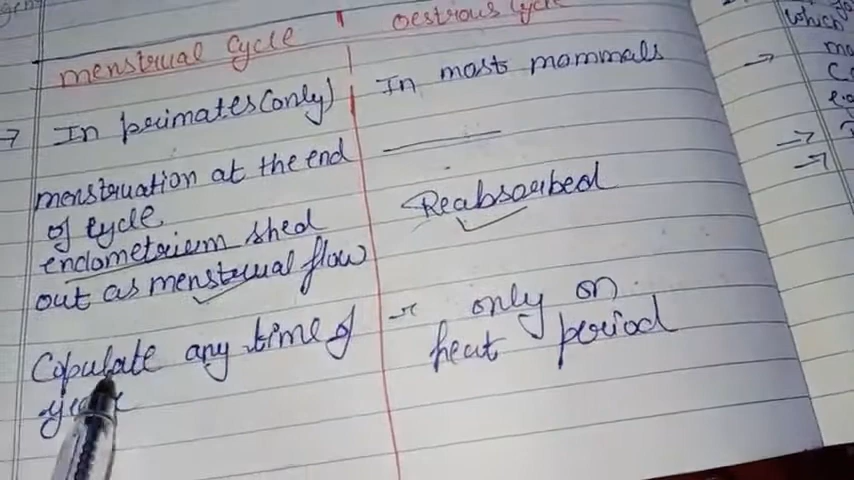 menstrual cycle
oestrous cycle
→ In primates (only)
In most mammals
menstruation at the end
of cycle
endometrium shed
out as menstrual flow
Reabsorbed
Copulate any time of
year
only on
heat period
which